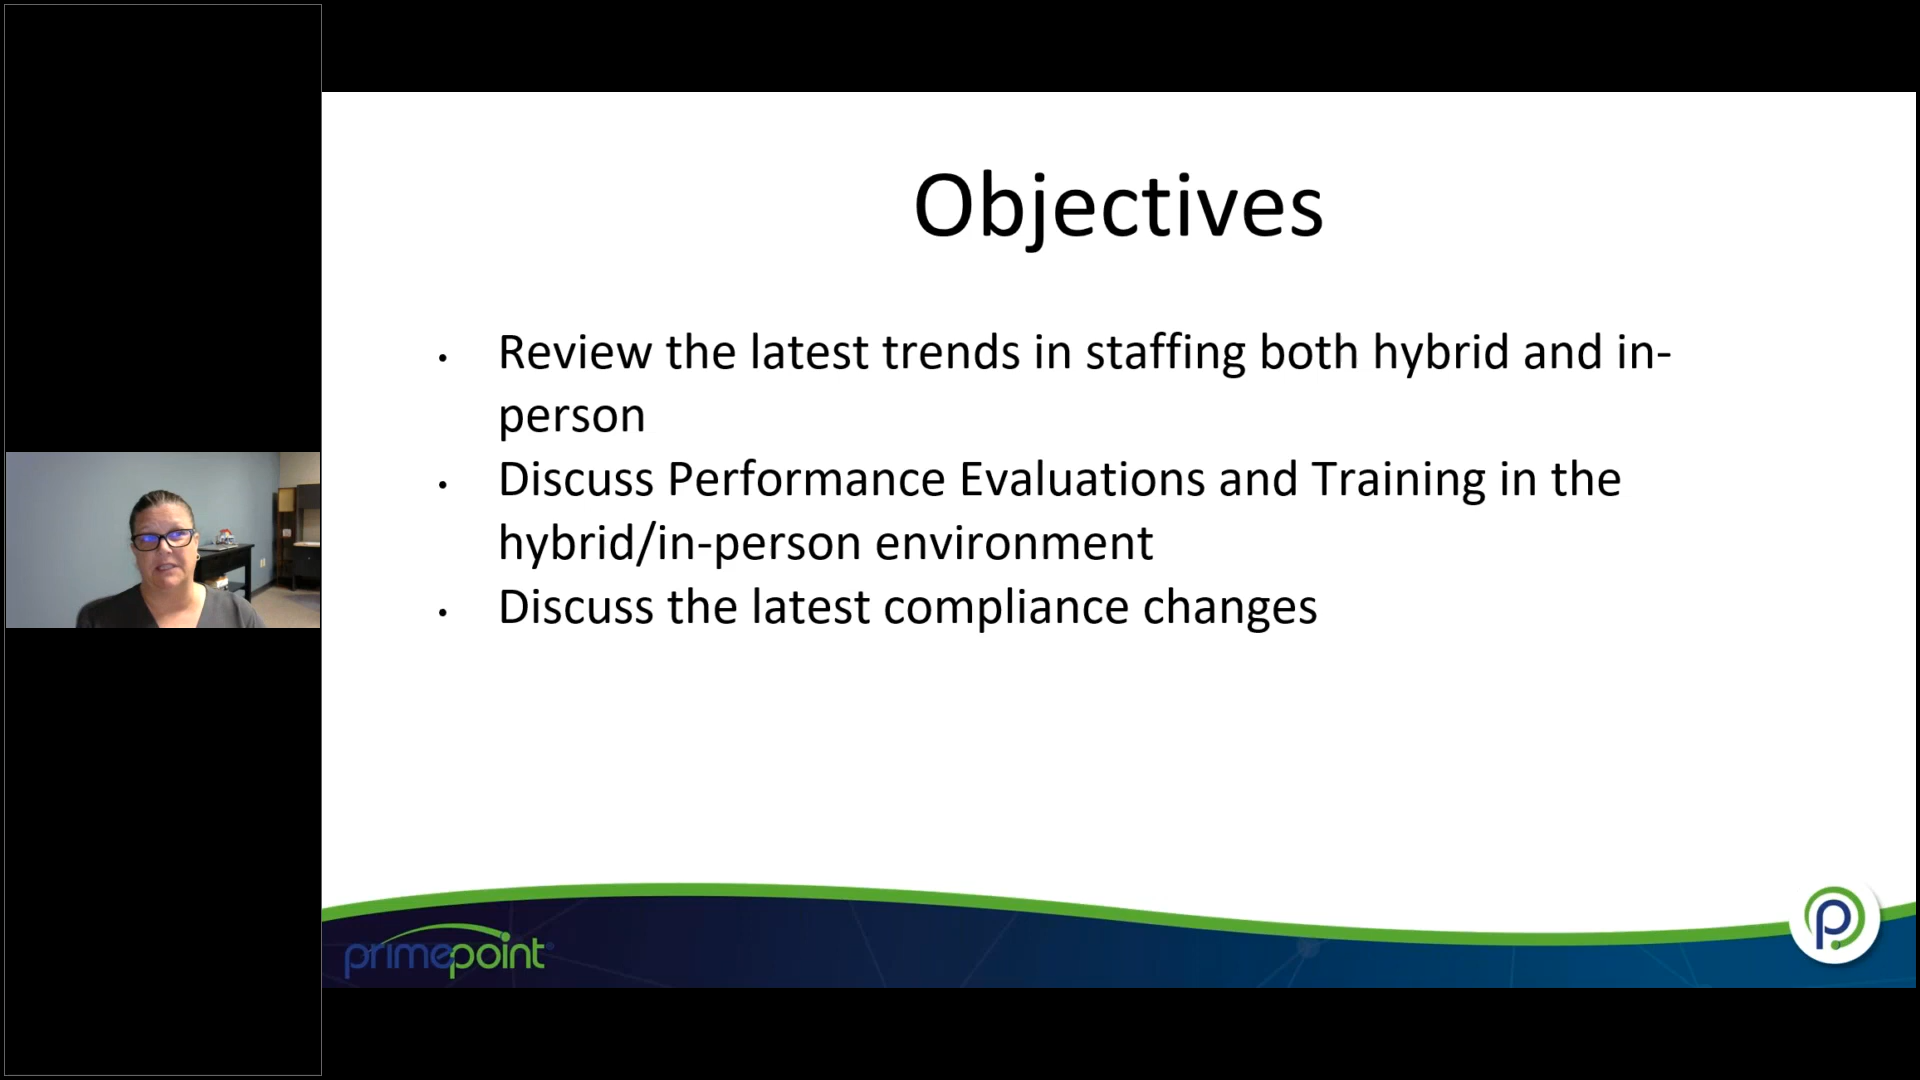 Objectives
• Review the latest trends in staffing both hybrid and in-
person
• Discuss Performance Evaluations and Training in the
hybrid/in-person environment
• Discuss the latest compliance changes
primepoint®
p